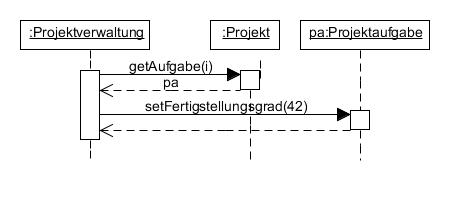 :Projektverwaltung
:Projekt
pa:Projektaufgabe
getAufgabe(i)
pa
setFertigstellungsgrad(42)